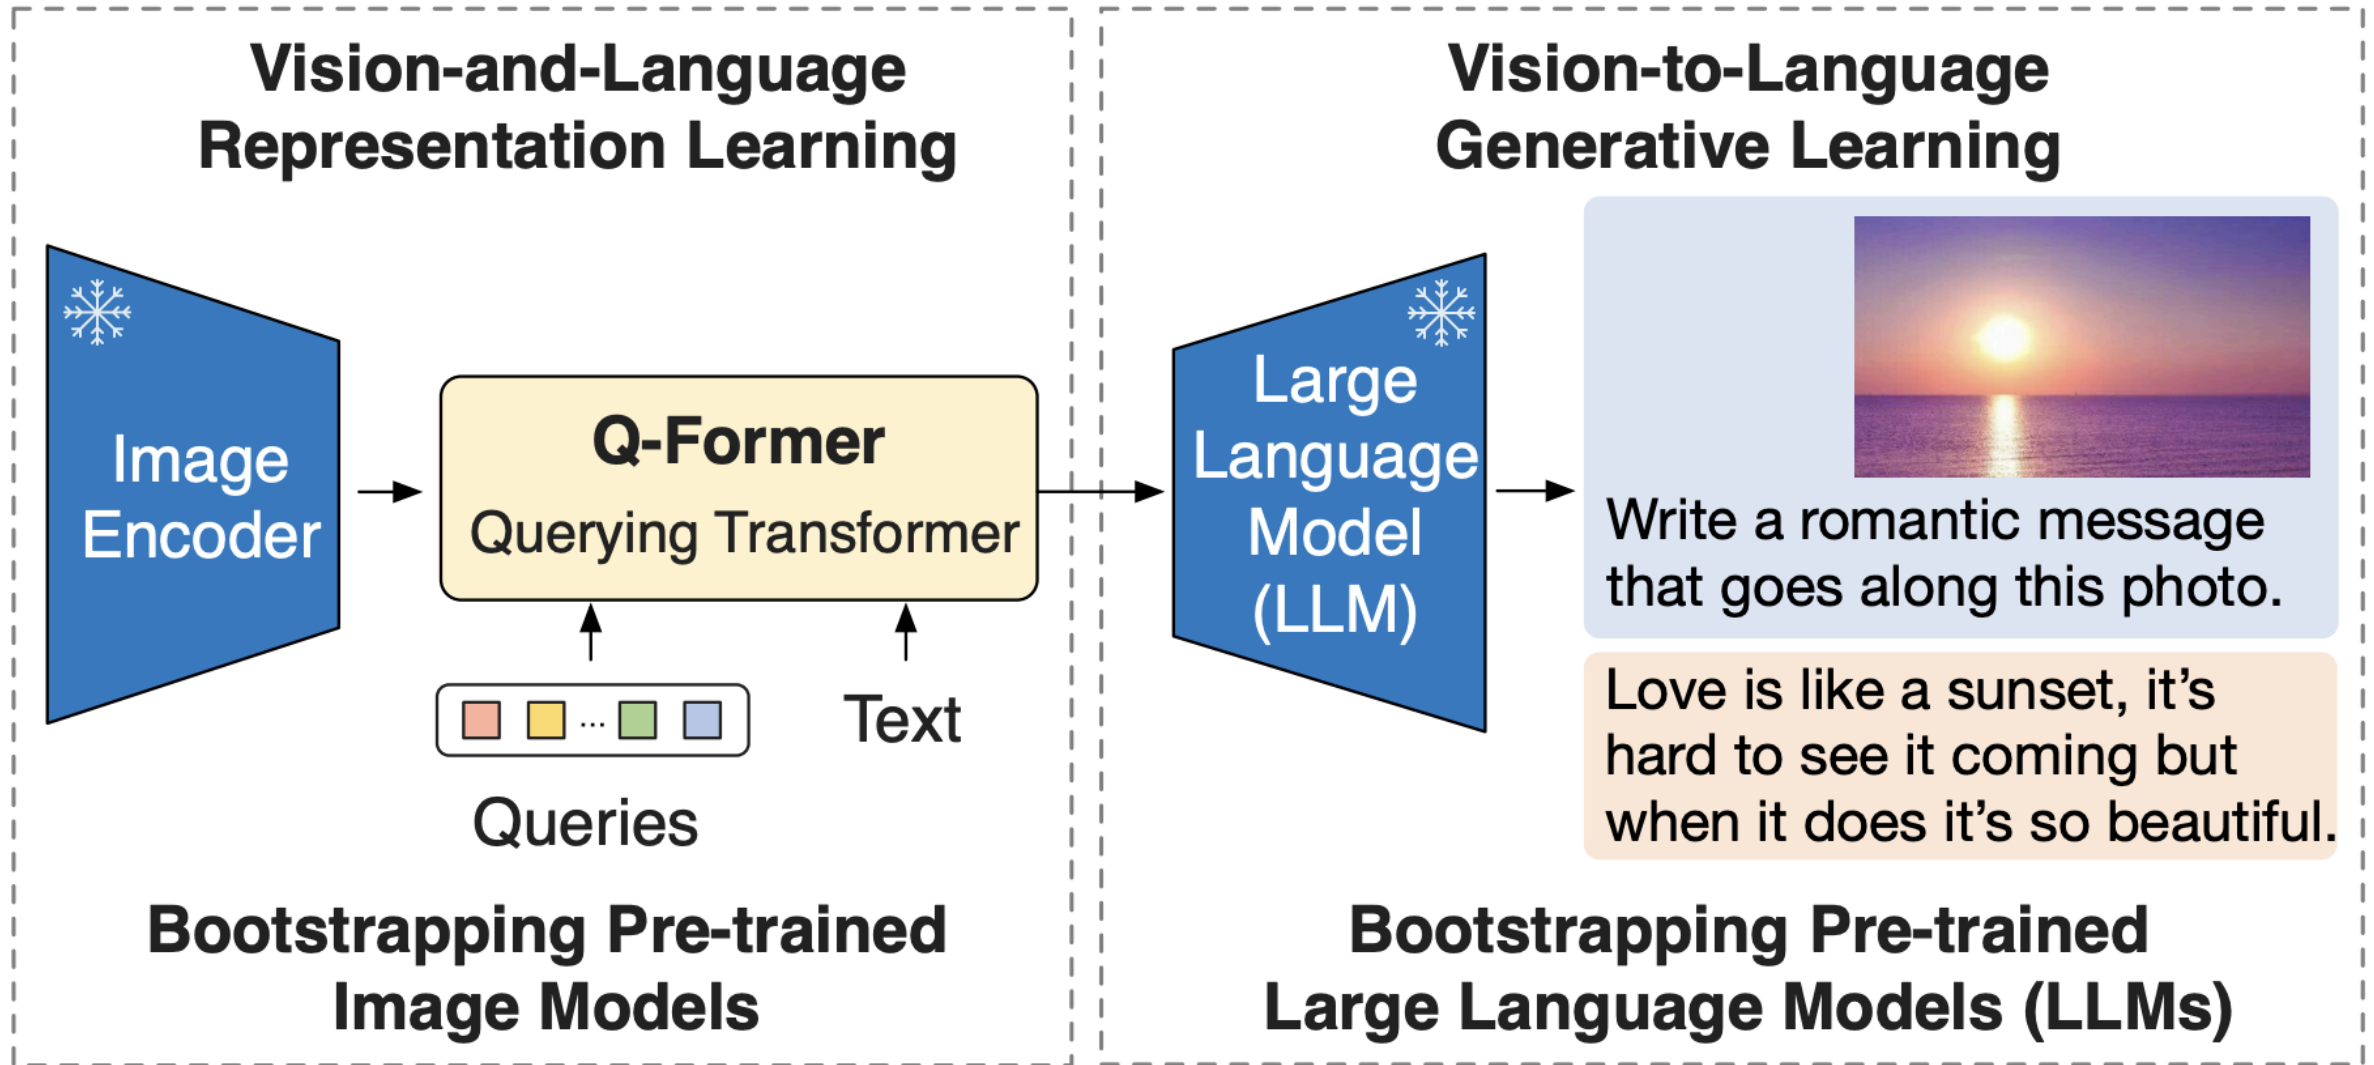 Vision-and-Language
Representation Learning
Image
Encoder
Q-Former
Querying Transformer
...
Queries
Text
Bootstrapping Pre-trained
Image Models
Vision-to-Language
Generative Learning
Large
Language
Model
(LLM)
Write a romantic message
that goes along this photo.
Love is like a sunset, it’s
hard to see it coming but
when it does it’s so beautiful.
Bootstrapping Pre-trained
Large Language Models (LLMs)